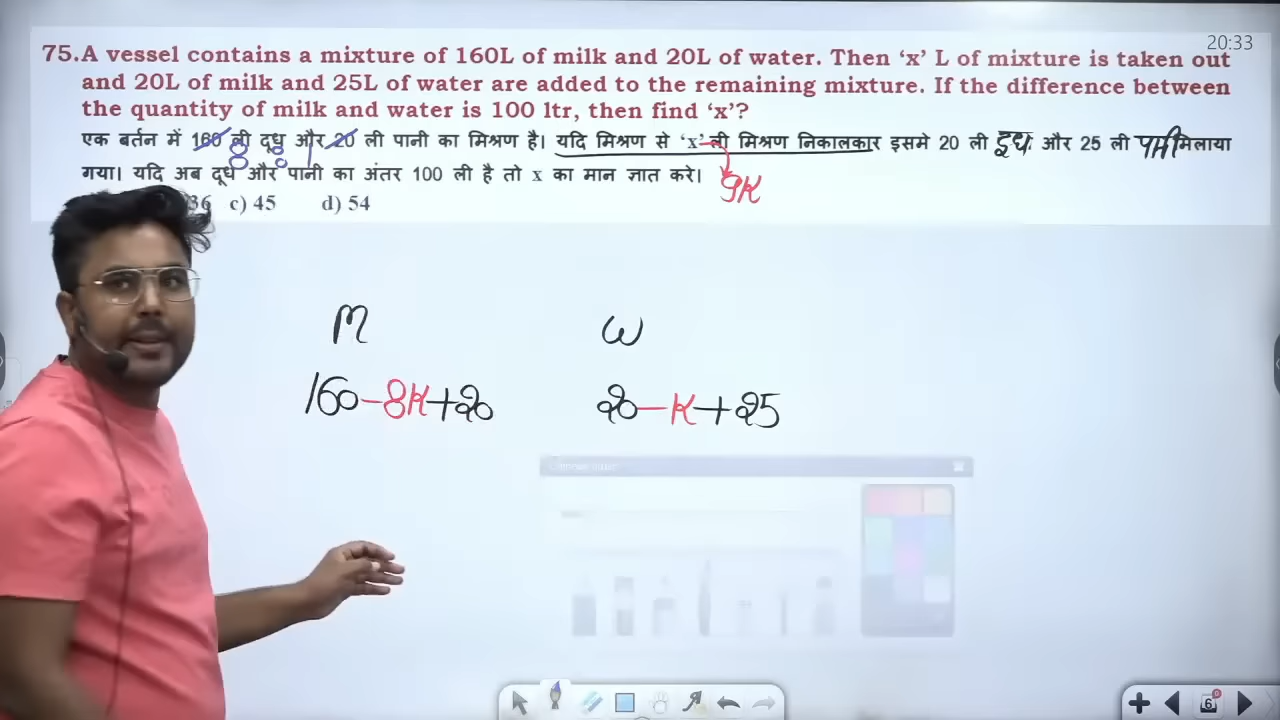 20:33
75. A vessel contains a mixture of 160L of milk and 20L of water. Then ‘x’ L of mixture is taken out
and 20L of milk and 25L of water are added to the remaining mixture. If the difference between
the quantity of milk and water is 100 ltr, then find ‘x’?
एक बर्तन में 160 ली दूध और 20 ली पानी का मिश्रण है। यदि मिश्रण से ‘x’ ली मिश्रण निकालकार इसमे 20 ली दूध और 25 ली पानी मिलाया
8 : 1
गया। यदि अब दूध और पानी का अंतर 100 ली है तो x का मान ज्ञात करे।
9K
36 c) 45 d) 54
M W
160-8K+20 20-K+25
6